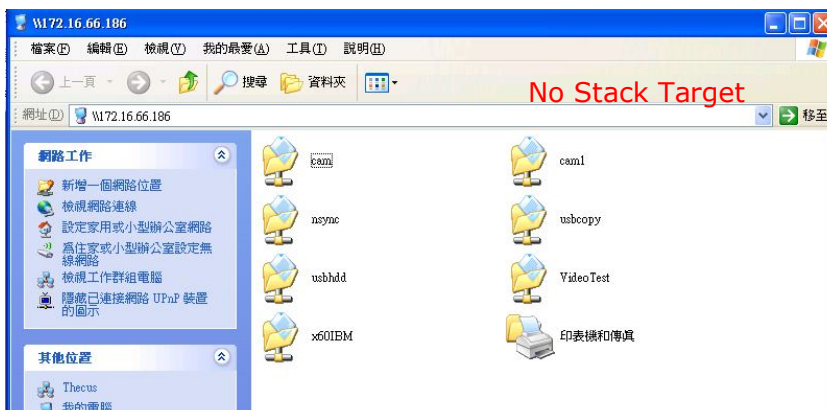 \\172.16.66.186
檔案(F) 編輯(E) 檢視(V) 我的最愛(A) 工具(T) 說明(H)
上一頁 搜尋 資料夾
No Stack Target
網址(D) \\172.16.66.186 移至
網路工作
新增一個網路位置
檢視網路連線
設定家用或小型辦公室網路
爲住家或小型辦公室設定無
線網路
檢視工作群組電腦
隱藏已連接網路 UPnP 裝置
的圖示
其他位置
Thecus
我的電腦
cam
cam1
nsync
usbcopy
usbhdd
VideoTest
x60IBM
印表機和傳真